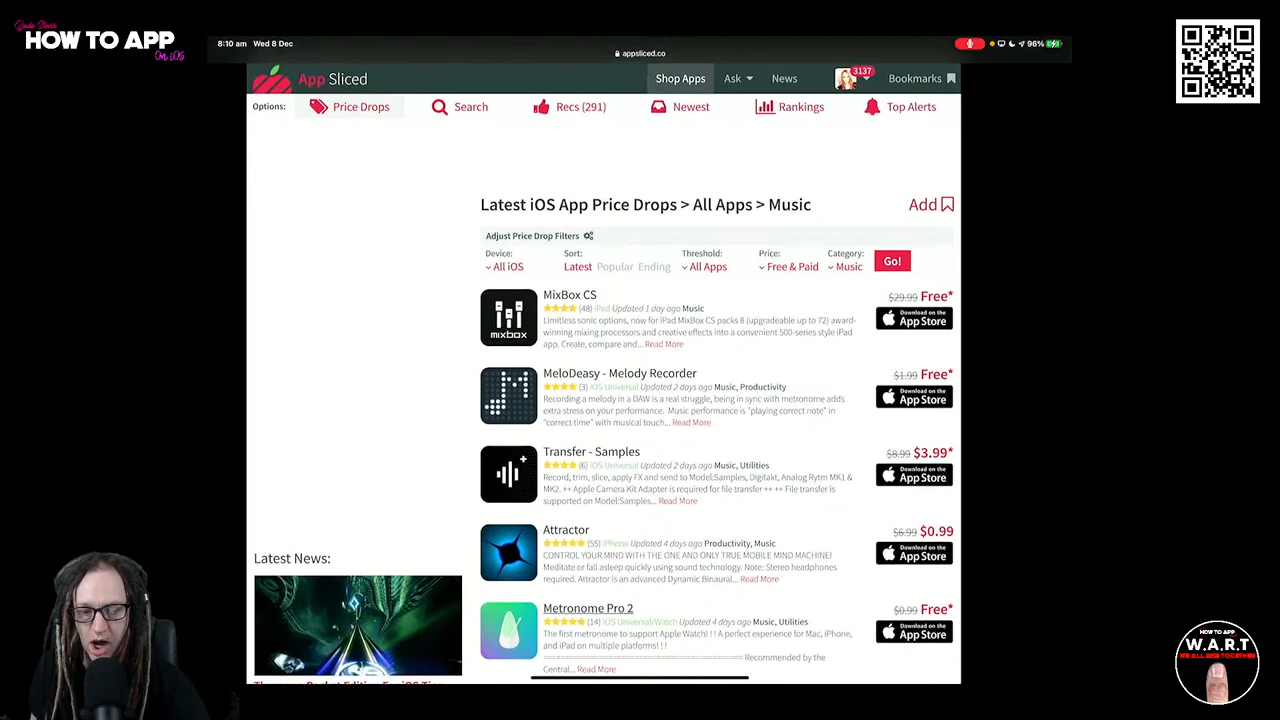 Jade Starr's
HOW TO APP
On iOS
8:10 am Wed 8 Dec
96%
appsliced.co
App Sliced
Shop Apps
Ask
News
3137
Bookmarks
Options:
Price Drops
Search
Recs (291)
Newest
Rankings
Top Alerts
Latest iOS App Price Drops > All Apps > Music
Add
Adjust Price Drop Filters
Device:
All iOS
Sort:
Latest Popular Ending
Threshold:
All Apps
Price:
Free & Paid
Category:
Music
Go!
mixbox
MixBox CS
(48) iPad Updated 1 day ago Music
Limitless sonic options, now for iPad MixBox CS packs 8 (upgradeable up to 72) award-
winning mixing processors and creative effects into a convenient 500-series style iPad
app. Create, compare and... Read More
$29.99 Free*
Download on the
App Store
MeloDeasy - Melody Recorder
(3) iOS Universal Updated 2 days ago Music, Productivity
Recording a melody in a DAW is a real struggle, being in sync with metronome adds
extra stress on your performance. Music performance is "playing correct note" in
"correct time" with musical touch... Read More
$1.99 Free*
Download on the
App Store
Transfer - Samples
(6) iOS Universal Updated 2 days ago Music, Utilities
Record, trim, slice, apply FX and send to Model:Samples, Digitakt, Analog Rytm MK1 &
MK2. ++ Apple Camera Kit Adapter is required for file transfer ++ ++ File transfer is
supported on Model:Samples... Read More
$8.99 $3.99*
Download on the
App Store
Attractor
(55) iPhone Updated 4 days ago Productivity, Music
CONTROL YOUR MIND WITH THE ONE AND ONLY TRUE MOBILE MIND MACHINE!
Meditate or fall asleep quickly using sound technology. Note: Stereo headphones
required. Attractor is an advanced Dynamic Binaural... Read More
$6.99 $0.99
Download on the
App Store
Metronome Pro 2
(14) iOS Universal/Watch Updated 4 days ago Music, Utilities
The first metronome to support Apple Watch! ! ! A perfect experience for Mac, iPhone,
and iPad on multiple platforms! ! !
============================================ Recommended by the
Central... Read More
$0.99 Free*
Download on the
App Store
Latest News:
HOW TO APP
W.A.R.T
WE ALL RISE TOGETHER